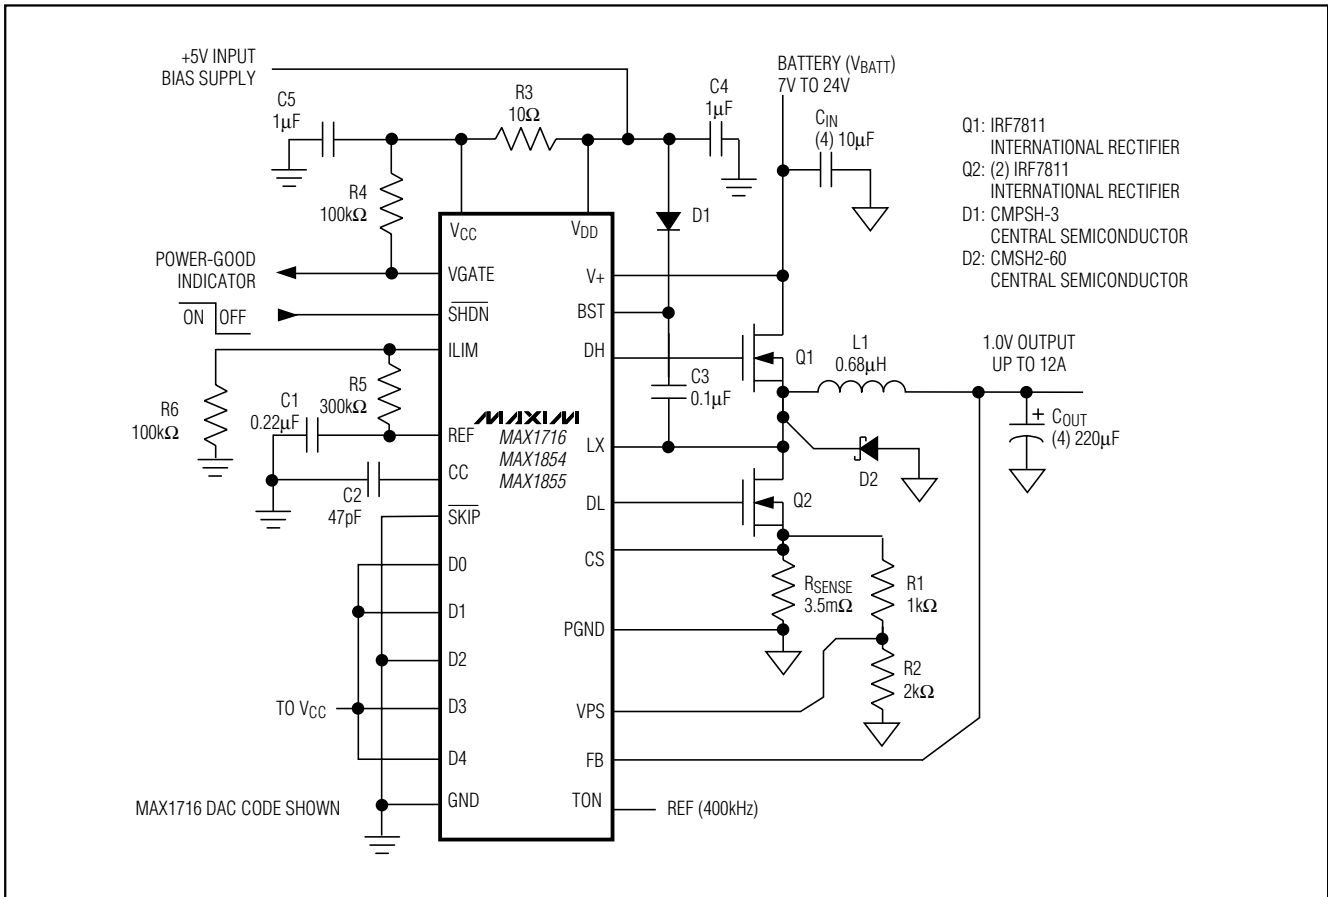 +5V INPUT
BIAS SUPPLY
C5
1µF
R3
10Ω
C4
1µF
BATTERY (VBATT)
7V TO 24V
CIN
(4) 10µF
Q1: IRF7811
INTERNATIONAL RECTIFIER
Q2: (2) IRF7811
INTERNATIONAL RECTIFIER
D1: CMPSH-3
CENTRAL SEMICONDUCTOR
D2: CMSH2-60
CENTRAL SEMICONDUCTOR
R4
100kΩ
D1
VCC
VDD
POWER-GOOD
INDICATOR
VGATE
V+
ON OFF
SHDN
BST
ILIM
DH
Q1
L1
0.68µH
1.0V OUTPUT
UP TO 12A
R6
100kΩ
C1
0.22µF
R5
300kΩ
C3
0.1µF
+ COUT
(4) 220µF
MAXIM
MAX1716
MAX1854
MAX1855
REF
LX
D2
CC
C2
47pF
DL
Q2
SKIP
CS
D0
RSENSE
3.5mΩ
R1
1kΩ
D1
PGND
D2
R2
2kΩ
TO VCC
D3
VPS
D4
FB
MAX1716 DAC CODE SHOWN
GND
TON
REF (400kHz)